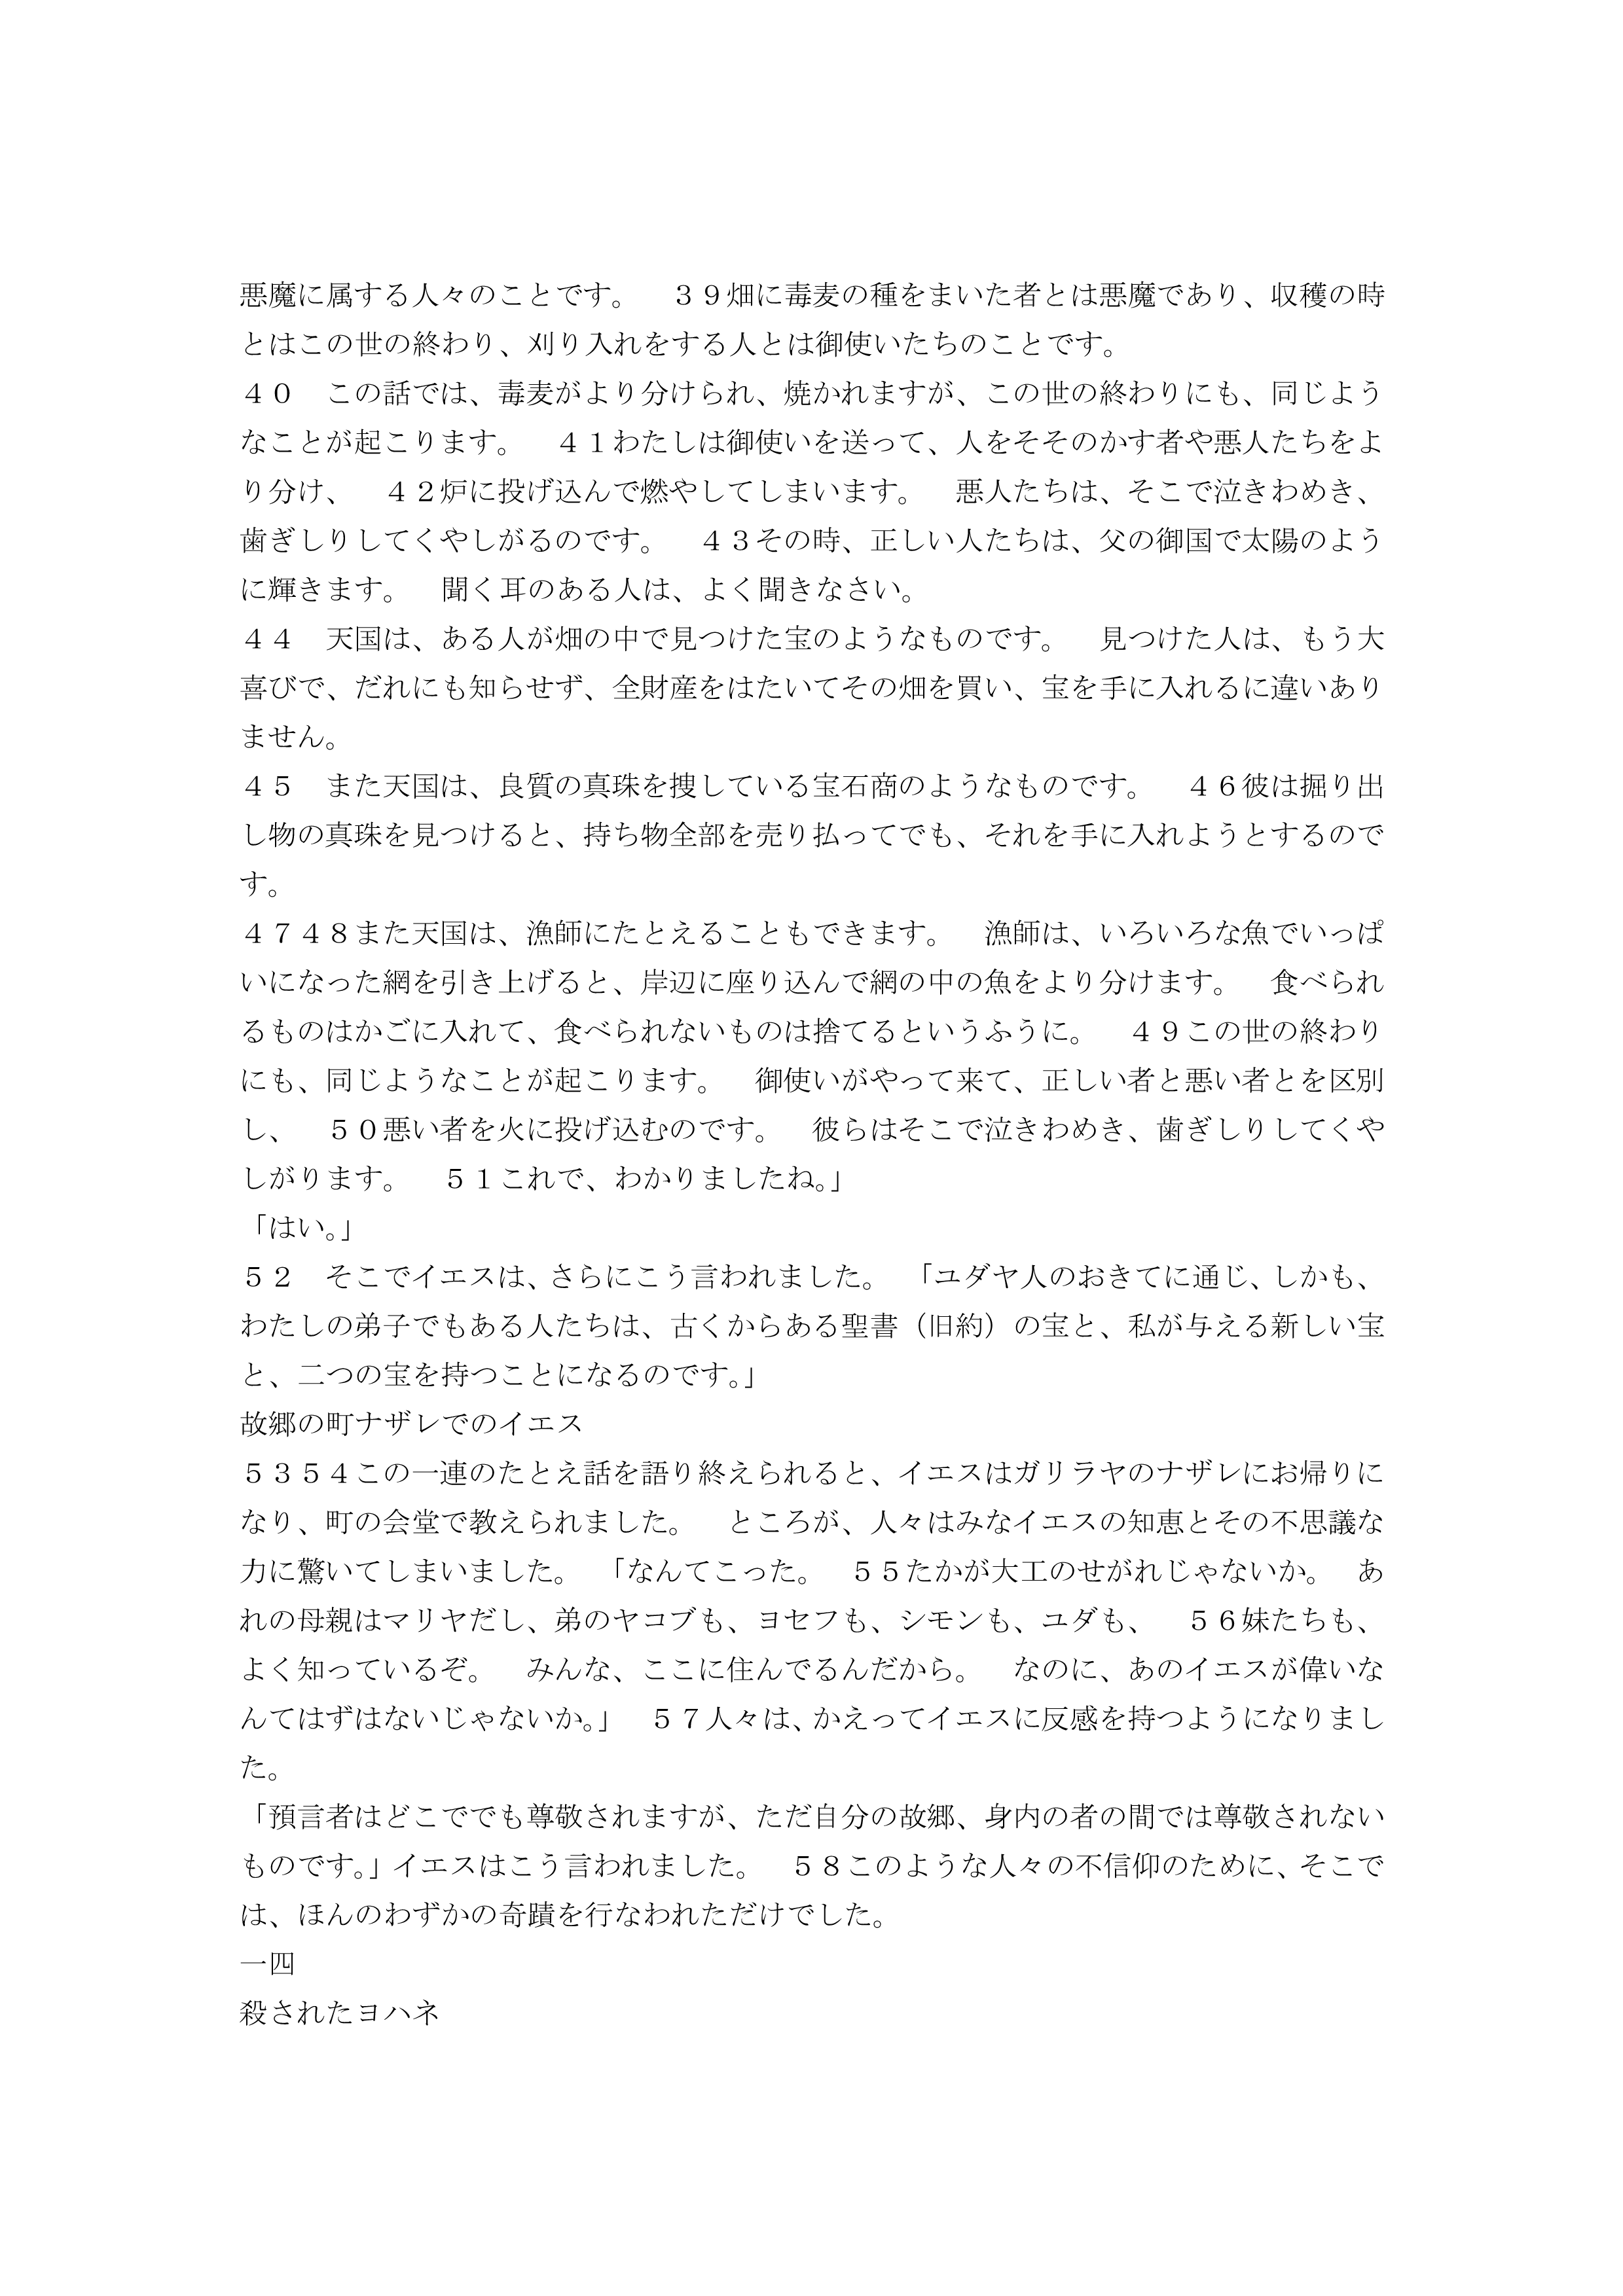 悪魔に属する人々のことです。　３９畑に毒麦の種をまいた者とは悪魔であり、収穫の時
とはこの世の終わり、刈り入れをする人とは御使いたちのことです。
４０　この話では、毒麦がより分けられ、焼かれますが、この世の終わりにも、同じよう
なことが起こります。　４１わたしは御使いを送って、人をそそのかす者や悪人たちをよ
り分け、　４２炉に投げ込んで燃やしてしまいます。　悪人たちは、そこで泣きわめき、
歯ぎしりしてくやしがるのです。　４３その時、正しい人たちは、父の御国で太陽のよう
に輝きます。　聞く耳のある人は、よく聞きなさい。
４４　天国は、ある人が畑の中で見つけた宝のようなものです。　見つけた人は、もう大
喜びで、だれにも知らせず、全財産をはたいてその畑を買い、宝を手に入れるに違いあり
ません。
４５　また天国は、良質の真珠を捜している宝石商のようなものです。　４６彼は掘り出
し物の真珠を見つけると、持ち物全部を売り払ってでも、それを手に入れようとするので
す。
４７４８また天国は、漁師にたとえることもできます。　漁師は、いろいろな魚でいっぱ
いになった網を引き上げると、岸辺に座り込んで網の中の魚をより分けます。　食べられ
るものはかごに入れて、食べられないものは捨てるというふうに。　４９この世の終わり
にも、同じようなことが起こります。　御使いがやって来て、正しい者と悪い者とを区別
し、　５０悪い者を火に投げ込むのです。　彼らはそこで泣きわめき、歯ぎしりしてくや
しがります。　５１これで、わかりましたね。」
「はい。」
５２　そこでイエスは、さらにこう言われました。　「ユダヤ人のおきてに通じ、しかも、
わたしの弟子でもある人たちは、古くからある聖書（旧約）の宝と、私が与える新しい宝
と、二つの宝を持つことになるのです。」
故郷の町ナザレでのイエス
５３５４この一連のたとえ話を語り終えられると、イエスはガリラヤのナザレにお帰りに
なり、町の会堂で教えられました。　ところが、人々はみなイエスの知恵とその不思議な
力に驚いてしまいました。　「なんてこった。　５５たかが大工のせがれじゃないか。　あ
れの母親はマリヤだし、弟のヤコブも、ヨセフも、シモンも、ユダも、　５６妹たちも、
よく知っているぞ。　みんな、ここに住んでるんだから。　なのに、あのイエスが偉いな
んてはずはないじゃないか。」　５７人々は、かえってイエスに反感を持つようになりまし
た。
「預言者はどこででも尊敬されますが、ただ自分の故郷、身内の者の間では尊敬されない
ものです。」イエスはこう言われました。　５８このような人々の不信仰のために、そこで
は、ほんのわずかの奇蹟を行なわれただけでした。
一四
殺されたヨハネ